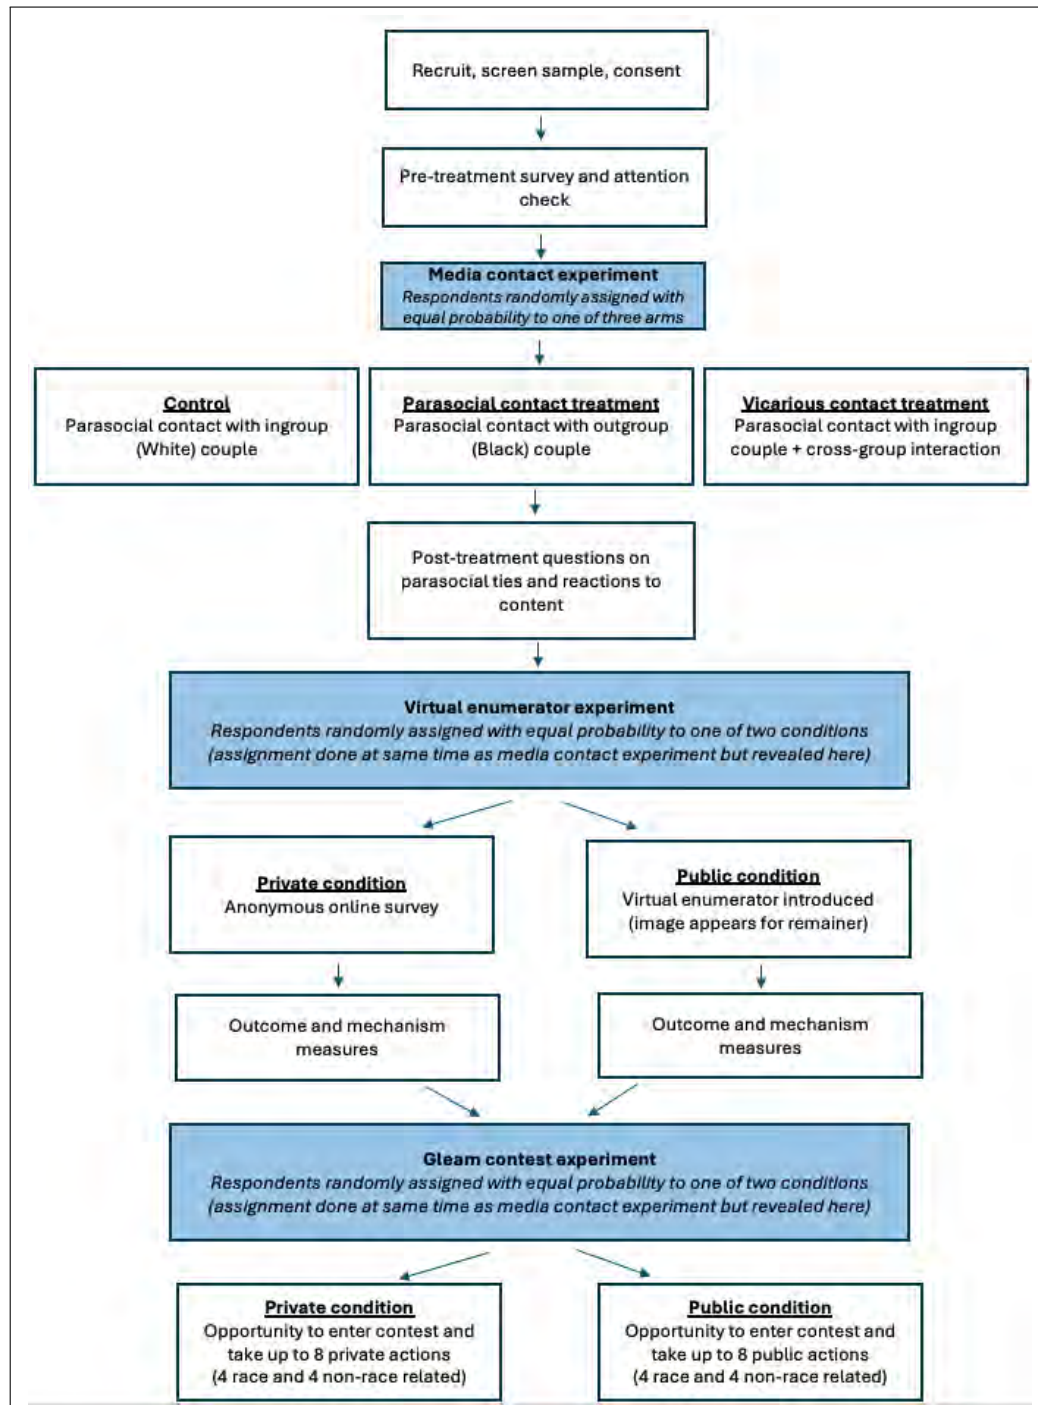 Recruit, screen sample, consent
Pre-treatment survey and attention
check
Media contact experiment
Respondents randomly assigned with
equal probability to one of three arms
Control
Parasocial contact with ingroup
(White) couple
Parasocial contact treatment
Parasocial contact with outgroup
(Black) couple
Vicarious contact treatment
Parasocial contact with ingroup
couple + cross-group interaction
Post-treatment questions on
parasocial ties and reactions to
content
Virtual enumerator experiment
Respondents randomly assigned with equal probability to one of two conditions
(assignment done at same time as media contact experiment but revealed here)
Private condition
Anonymous online survey
Public condition
Virtual enumerator introduced
(image appears for remainer)
Outcome and mechanism
measures
Outcome and mechanism
measures
Gleam contest experiment
Respondents randomly assigned with equal probability to one of two conditions
(assignment done at same time as media contact experiment but revealed here)
Private condition
Opportunity to enter contest and
take up to 8 private actions
(4 race and 4 non-race related)
Public condition
Opportunity to enter contest and
take up to 8 public actions
(4 race and 4 non-race related)